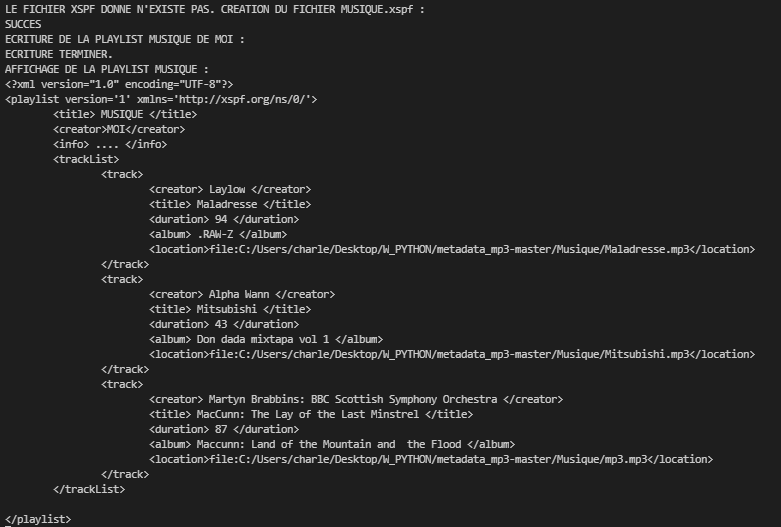 LE FICHIER XSPF DONNE N'EXISTE PAS. CREATION DU FICHIER MUSIQUE.xspf :
SUCCES
ECRITURE DE LA PLAYLIST MUSIQUE DE MOI :
ECRITURE TERMINER.
AFFICHAGE DE LA PLAYLIST MUSIQUE :
<?xml version="1.0" encoding="UTF-8"?>
<playlist version='1' xmlns='http://xspf.org/ns/0/'>
<title> MUSIQUE </title>
<creator>MOI</creator>
<info> .... </info>
<trackList>
<track>
<creator> Laylow </creator>
<title> Maladresse </title>
<duration> 94 </duration>
<album> .RAW-Z </album>
<location>file:C:/Users/charle/Desktop/W_PYTHON/metadata_mp3-master/Musique/Maladresse.mp3</location>
</track>
<track>
<creator> Alpha Wann </creator>
<title> Mitsubishi </title>
<duration> 43 </duration>
<album> Don dada mixtapa vol 1 </album>
<location>file:C:/Users/charle/Desktop/W_PYTHON/metadata_mp3-master/Musique/Mitsubishi.mp3</location>
</track>
<track>
<creator> Martyn Brabbins: BBC Scottish Symphony Orchestra </creator>
<title> MacCunn: The Lay of the Last Minstrel </title>
<duration> 87 </duration>
<album> Maccunn: Land of the Mountain and  the Flood </album>
<location>file:C:/Users/charle/Desktop/W_PYTHON/metadata_mp3-master/Musique/mp3.mp3</location>
</track>
</trackList>
</playlist>